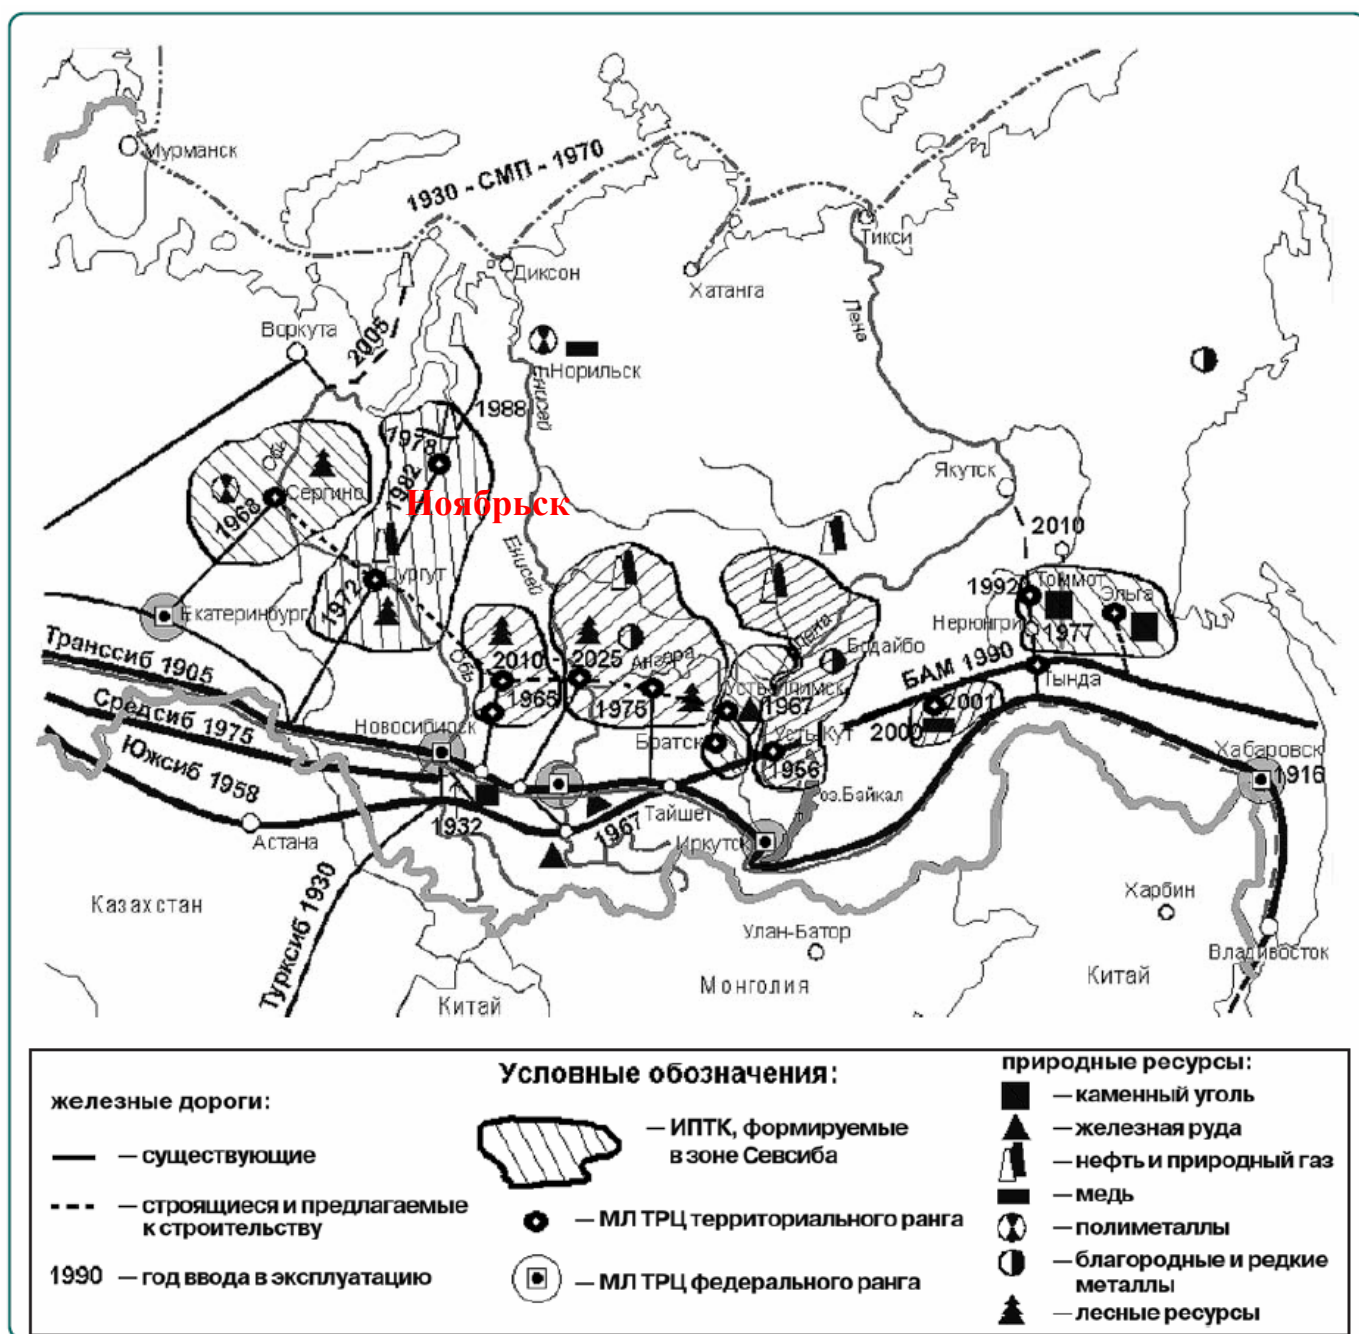 Мурманск
1930 - СМП - 1970
Тикси
Диксон
Хатанга
Лена
Воркута
2005
Норильск
Енисей
1988
1978
Обь
Якутск
Сергино
1982
Ноябрьск
1968
2010
Енисей
Сургут
1992
Томмот
Эльга
1972
Екатеринбург
Нерюнгри
1977
Транссиб 1905
Обь
2010 - 2025
Ангара
Лена
Бодайбо
БАМ 1990
Тында
1965
1975
Усть-Илимск
1967
2001
Средсиб 1975
Новосибирск
Братск
Усть-Кут
2000
Хабаровск
Южсиб 1958
1956
1916
оз.Байкал
Тайшет
1932
1967
Иркутск
Астана
Казахстан
Турксиб 1930
Харбин
Улан-Батор
Владивосток
Монголия
Китай
Китай
Условные обозначения:
железные дороги:
— существующие
— строящиеся и предлагаемые
к строительству
1990 — год ввода в эксплуатацию
— ИПТК, формируемые
в зоне Севсиба
— МЛ ТРЦ территориального ранга
— МЛ ТРЦ федерального ранга
природные ресурсы:
— каменный уголь
— железная руда
— нефть и природный газ
— медь
— полиметаллы
— благородные и редкие
металлы
— лесные ресурсы